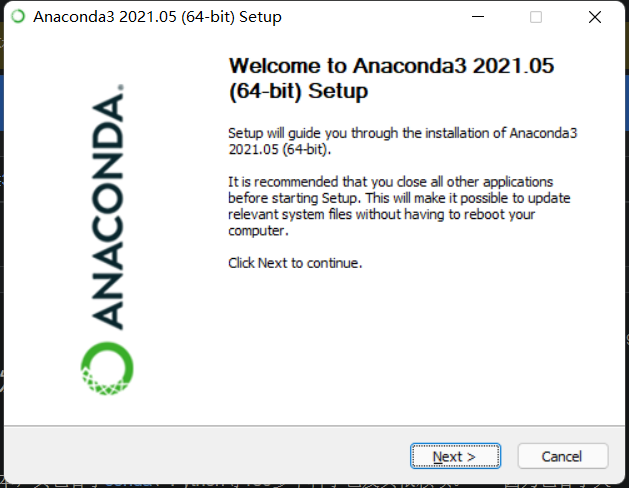 Anaconda3 2021.05 (64-bit) Setup
Welcome to Anaconda3 2021.05
(64-bit) Setup
ANACONDA.
Setup will guide you through the installation of Anaconda3
2021.05 (64-bit).
It is recommended that you close all other applications
before starting Setup. This will make it possible to update
relevant system files without having to reboot your
computer.
Click Next to continue.
Next >
Cancel